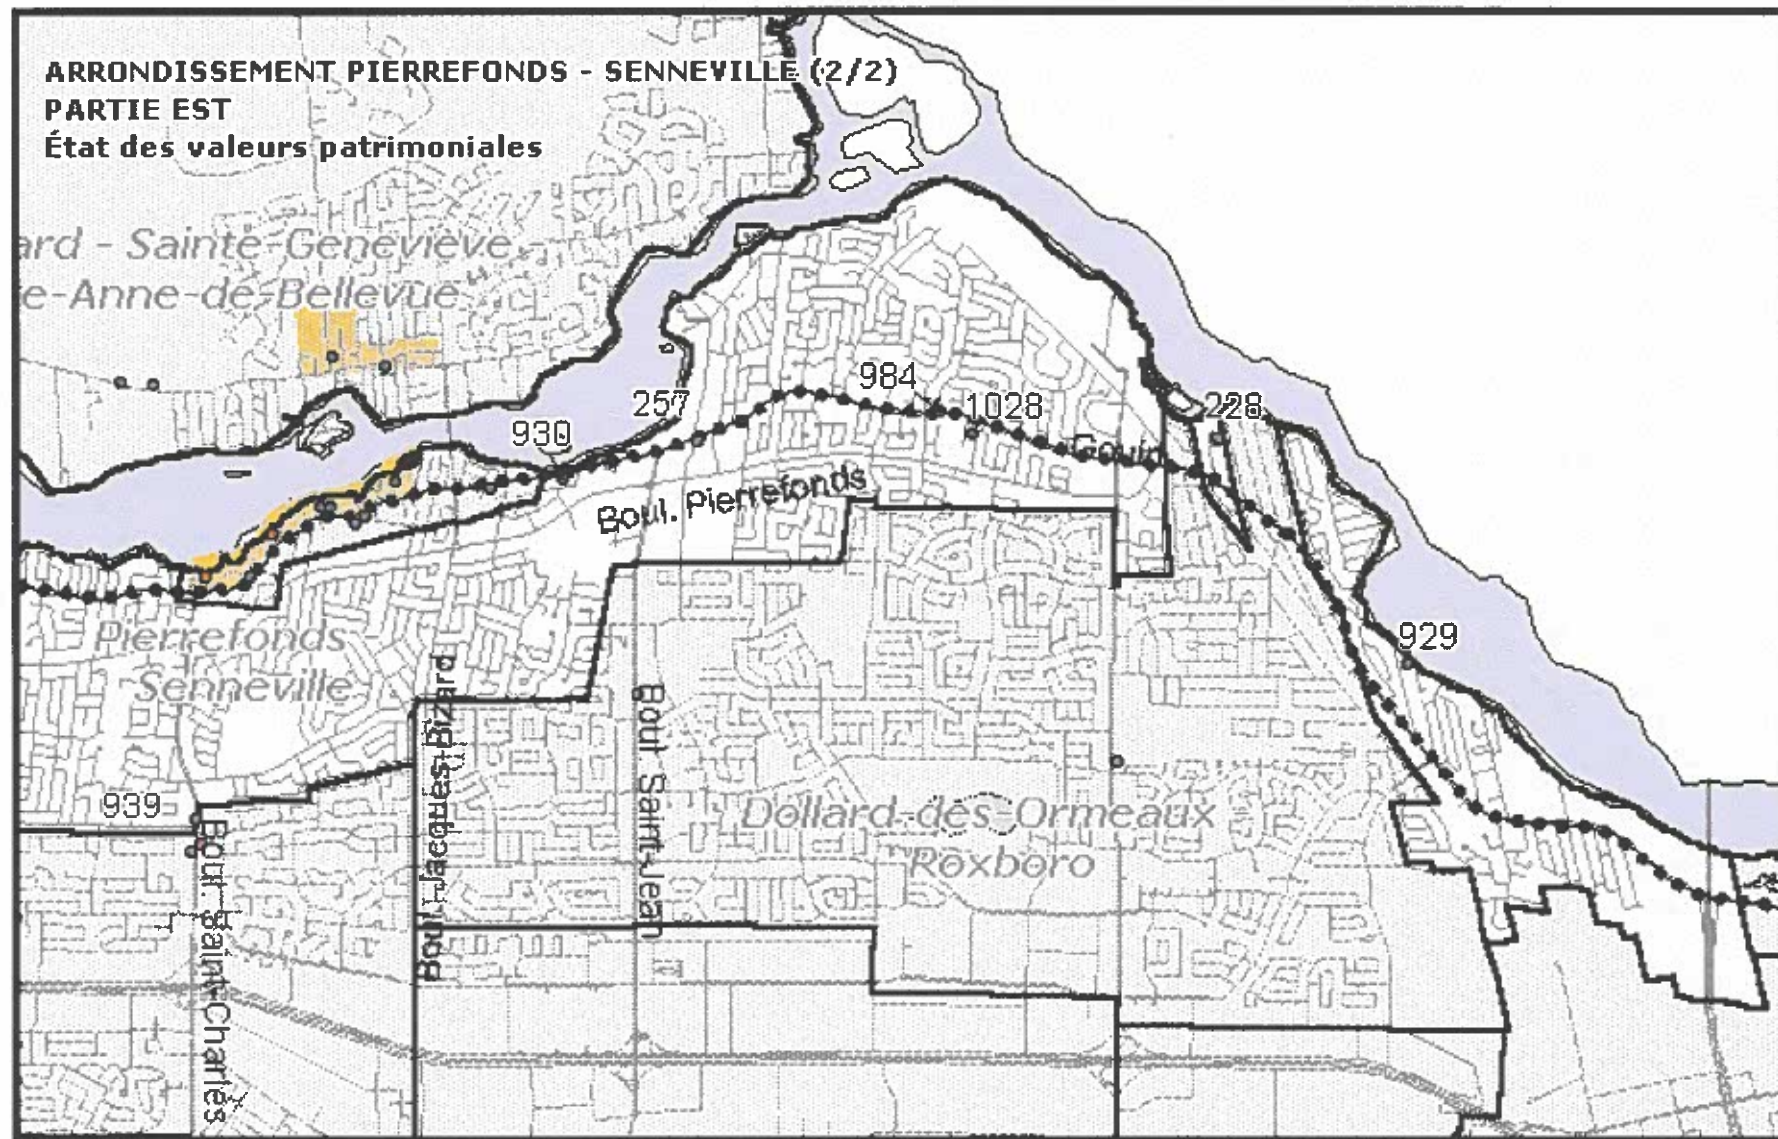 ARRONDISSEMENT PIERREFONDS - SENNEVILLE (2/2)
PARTIE EST
État des valeurs patrimoniales
ard - Sainte-Geneviève
e-Anne-de-Bellevue
984
257
1028
228
930
Gouin
Boul. Pierrefonds
Pierrefonds
Senneville
929
939
Boul. Jacques-Bizard
Boul. Saint-Jean
Boul. Saint-Charles
Dollard-des-Ormeaux
Roxboro